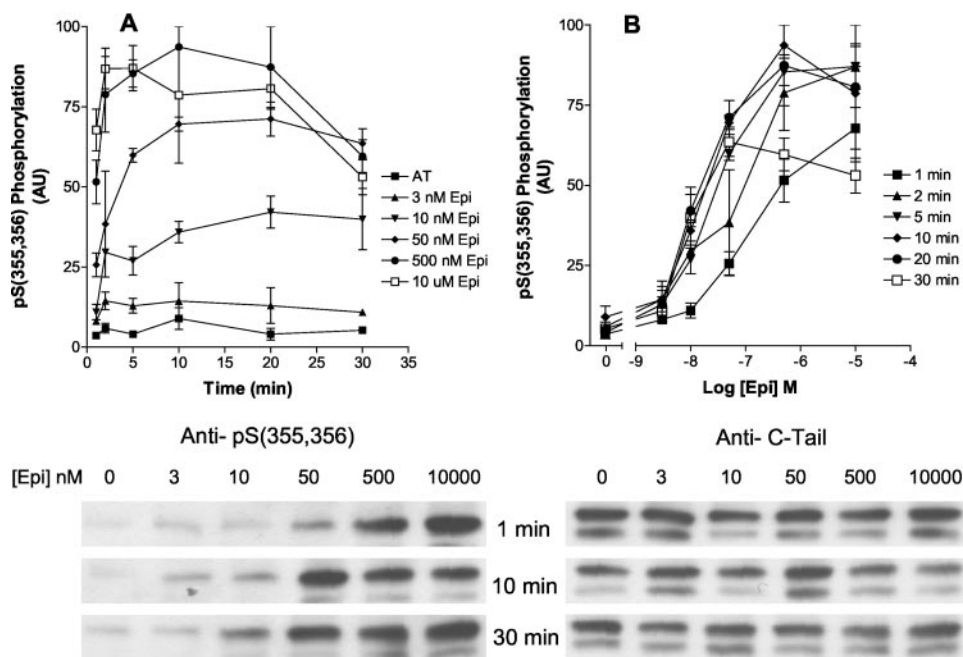 A
pS(355,356) Phosphorylation
(AU)
100
75
50
25
0
0 5 10 15 20 25 30 35
Time (min)
AT
3 nM Epi
10 nM Epi
50 nM Epi
500 nM Epi
10 uM Epi
B
pS(355,356) Phosphorylation
(AU)
100
75
50
25
0
0 -9 -8 -7 -6 -5 -4
Log [Epi] M
1 min
2 min
5 min
10 min
20 min
30 min
Anti- pS(355,356)
Anti- C-Tail
[Epi] nM 0 3 10 50 500 10000
0 3 10 50 500 10000
1 min
10 min
30 min